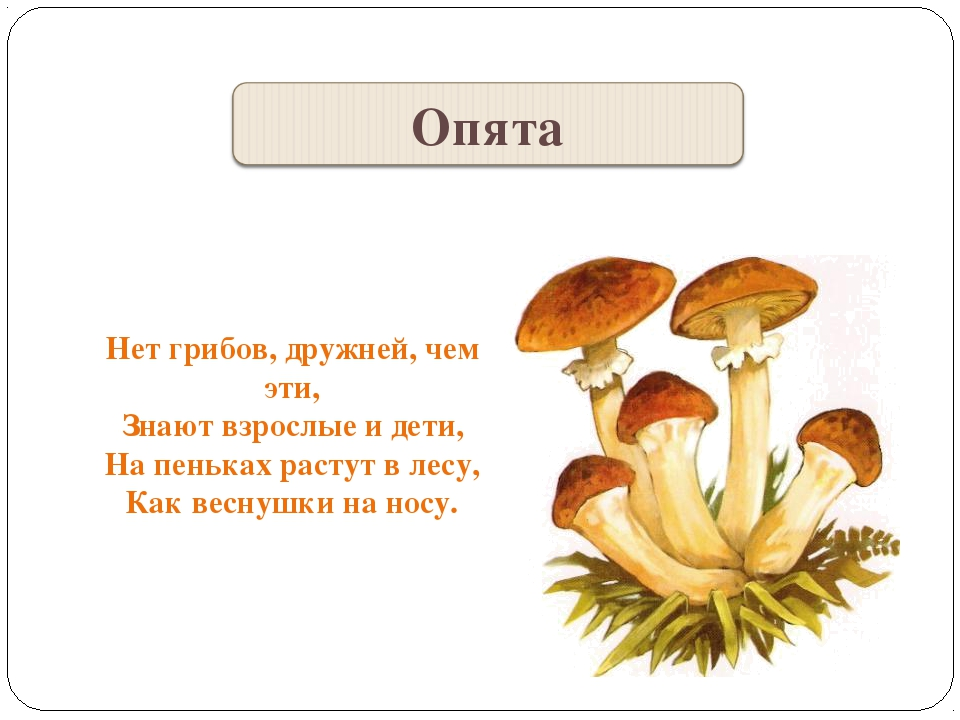 Опята
Нет грибов, дружней, чем
эти,
Знают взрослые и дети,
На пеньках растут в лесу,
Как веснушки на носу.